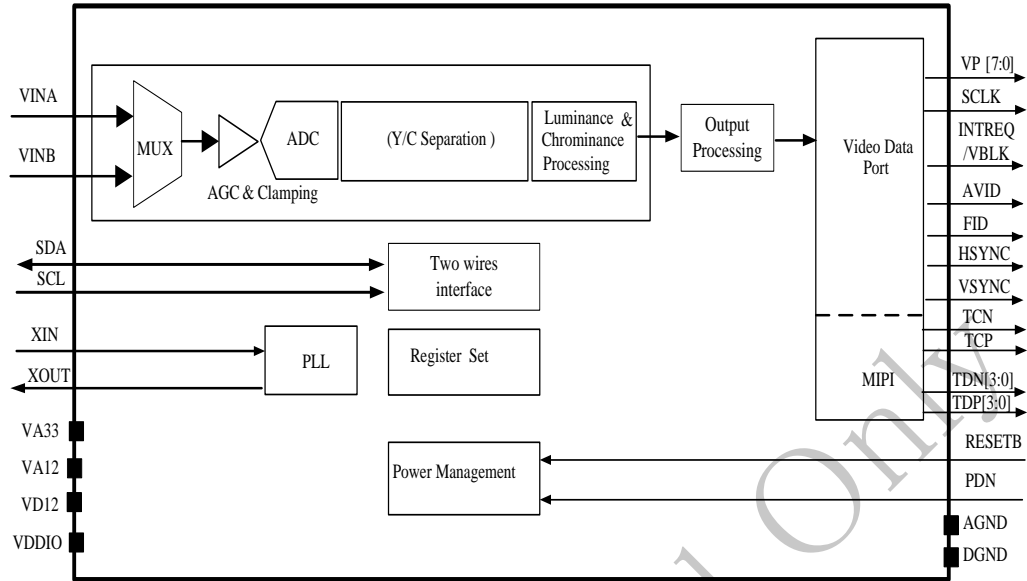 VINA
VINB
MUX
AGC & Clamping
ADC
(Y/C Separation )
Luminance &
Chrominance
Processing
Output
Processing
Video Data
Port
MIPI
VP [7:0]
SCLK
INTREQ
/VBLK
AVID
FID
HSYNC
VSYNC
TCN
TCP
TDN[3:0]
TDP[3:0]
RESETB
PDN
AGND
DGND
SDA
SCL
Two wires
interface
XIN
XOUT
PLL
Register Set
VA33
VA12
VD12
VDDIO
Power Management
Only